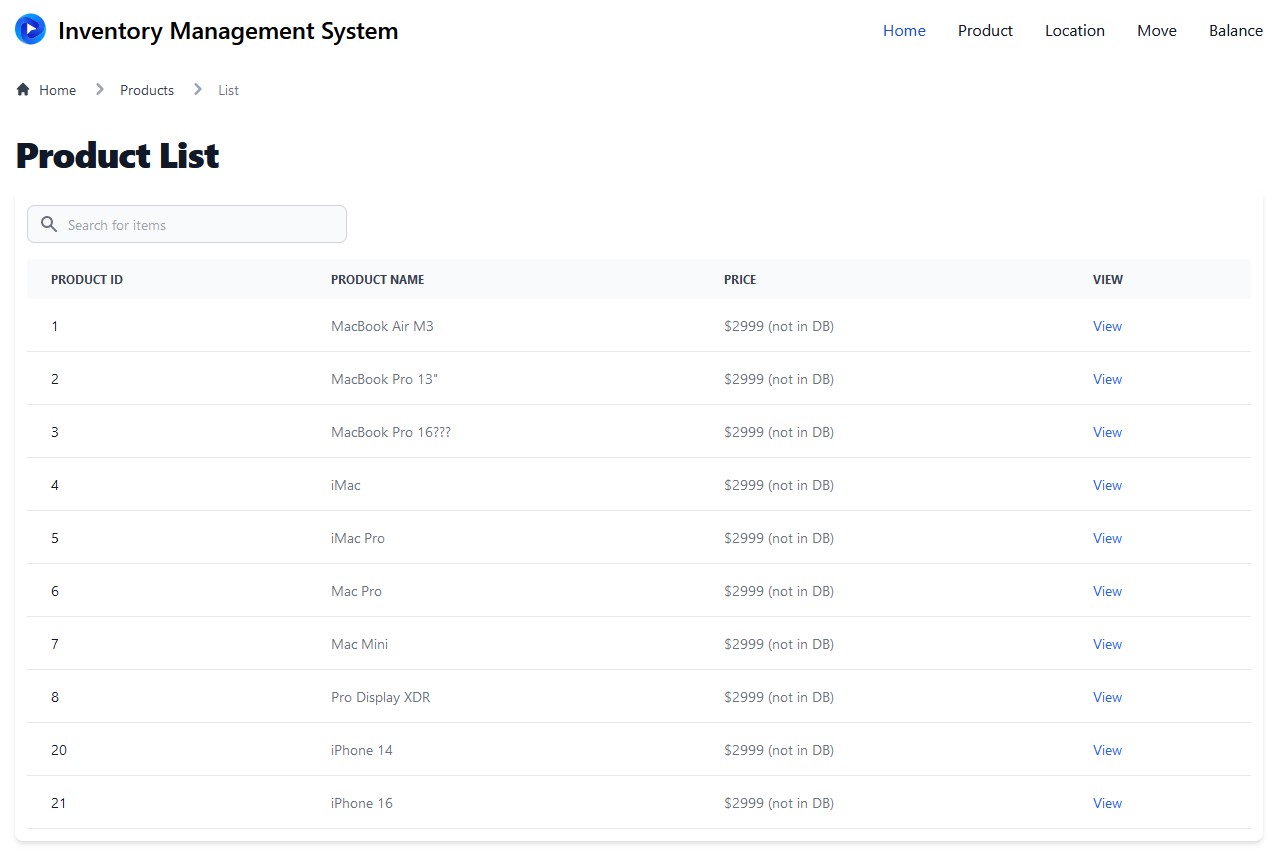 Inventory Management System Home Product Location Move Balance
Home Products List
Product List
Search for items
PRODUCT ID PRODUCT NAME PRICE VIEW
1 MacBook Air M3 $2999 (not in DB) View
2 MacBook Pro 13" $2999 (not in DB) View
3 MacBook Pro 16??? $2999 (not in DB) View
4 iMac $2999 (not in DB) View
5 iMac Pro $2999 (not in DB) View
6 Mac Pro $2999 (not in DB) View
7 Mac Mini $2999 (not in DB) View
8 Pro Display XDR $2999 (not in DB) View
20 iPhone 14 $2999 (not in DB) View
21 iPhone 16 $2999 (not in DB) View